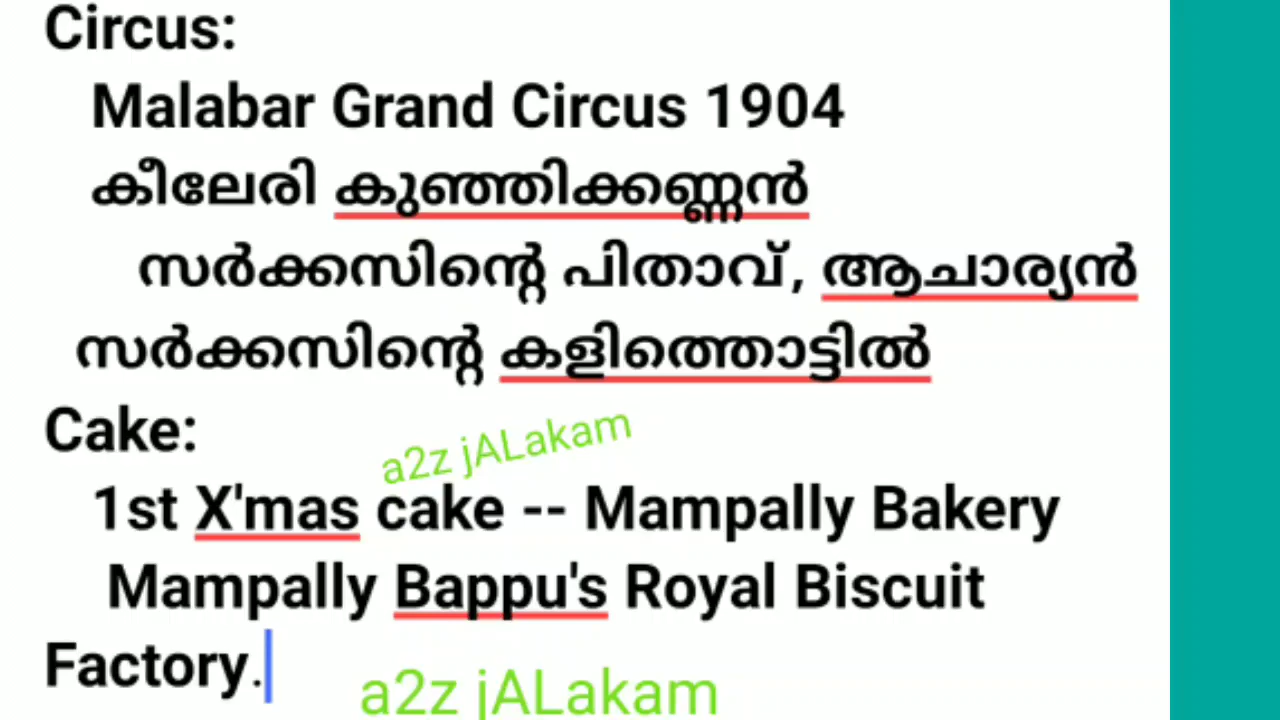 Circus:
Malabar Grand Circus 1904
കീലേരി കുഞ്ഞിക്കണ്ണൻ
സർക്കസിന്റെ പിതാവ്, ആചാര്യൻ
സർക്കസിന്റെ കളിത്തൊട്ടിൽ
Cake:
a2z jALakam
1st X'mas cake -- Mampally Bakery
Mampally Bappu's Royal Biscuit
Factory.
a2z jALakam